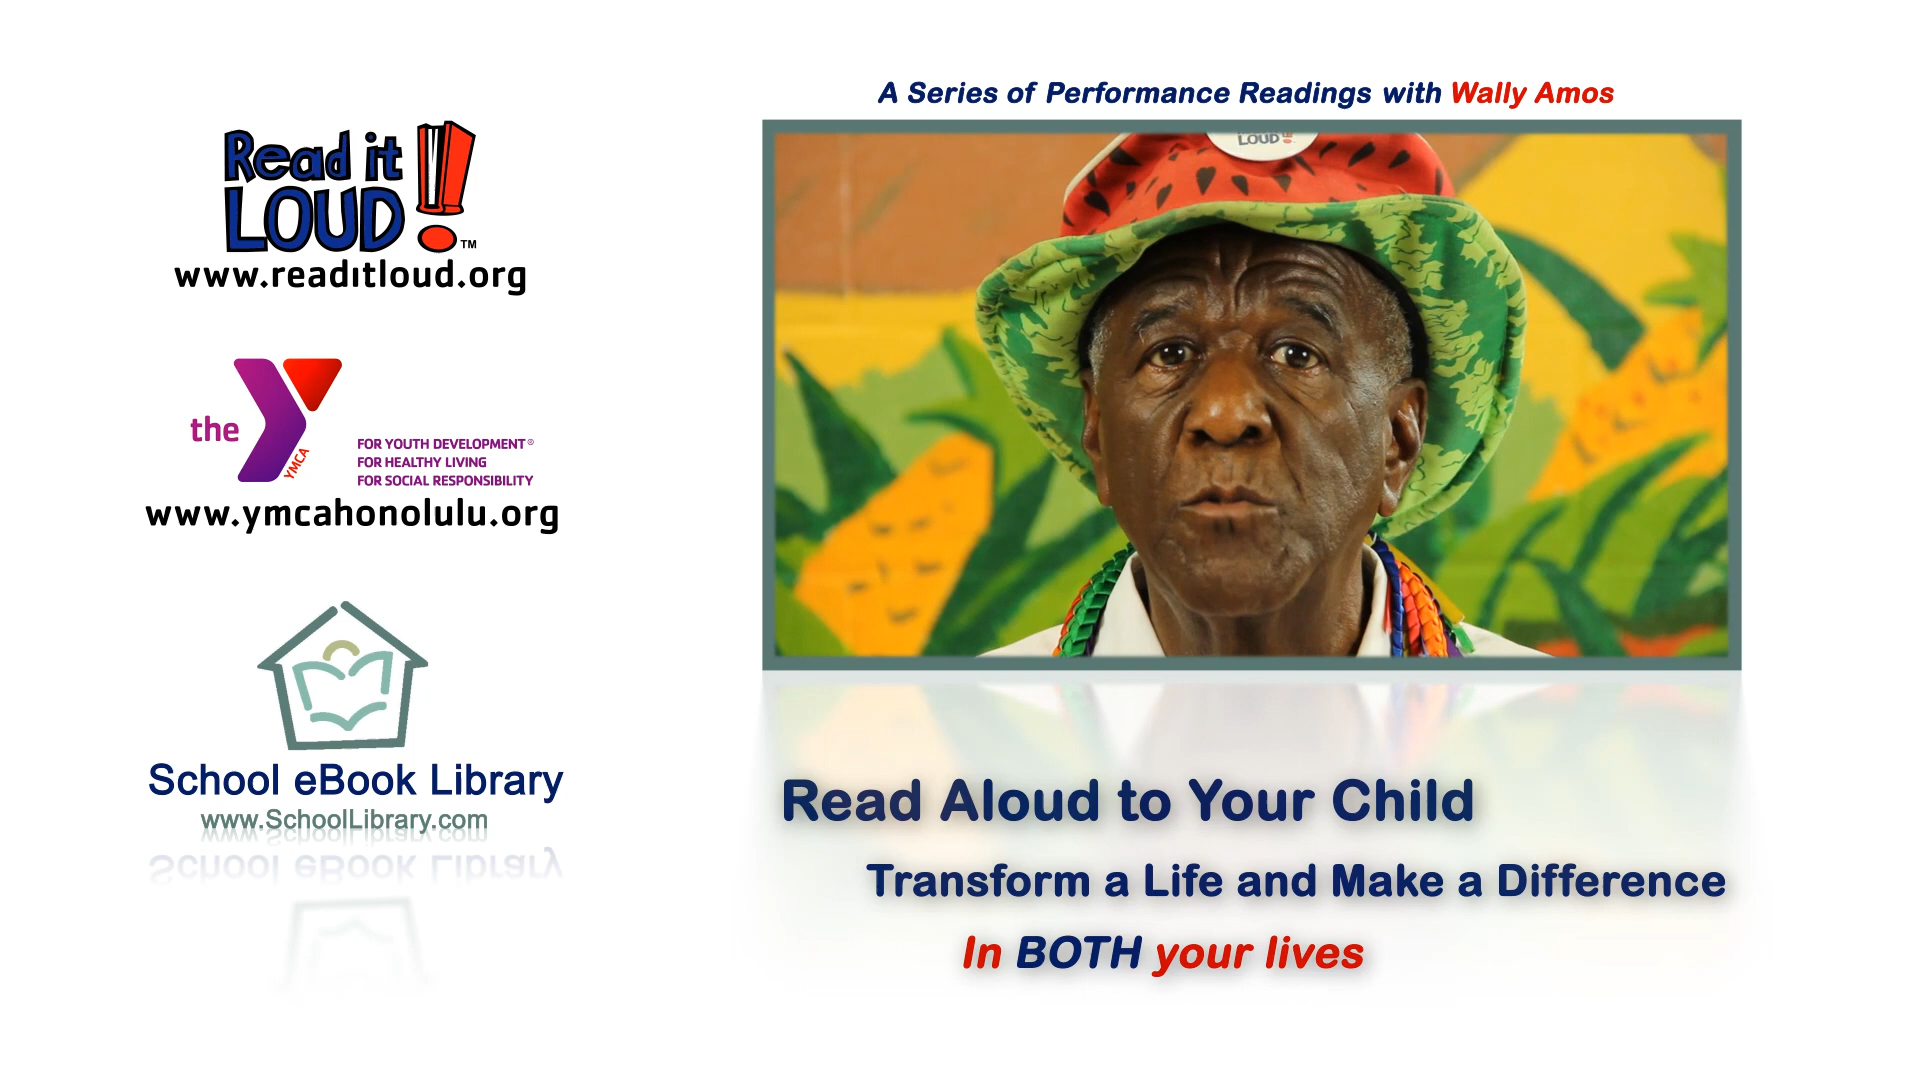 A Series of Performance Readings with Wally Amos
Read it
LOUD!
TM
www.readitloud.org
the
YMCA
FOR YOUTH DEVELOPMENT®
FOR HEALTHY LIVING
FOR SOCIAL RESPONSIBILITY
www.ymcahonolulu.org
School eBook Library
www.SchoolLibrary.com
LOUD!
Read Aloud to Your Child
Transform a Life and Make a Difference
In BOTH your lives